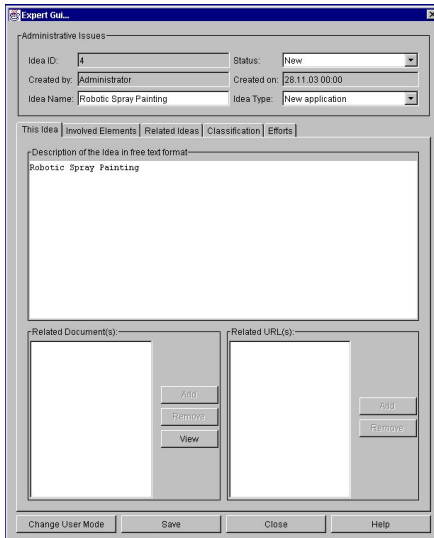 Expert Gui...
Administrative Issues
Idea ID: 4 Status: New
Created by: Administrator Created on: 28.11.03 00:00
Idea Name: Robotic Spray Painting Idea Type: New application
This Idea Involved Elements Related Ideas Classification Efforts
Description of the Idea in free text format
Robotic Spray Painting
Related Document(s): Related URL(s):
Add Add
Remove Remove
View
Change User Mode Save Close Help